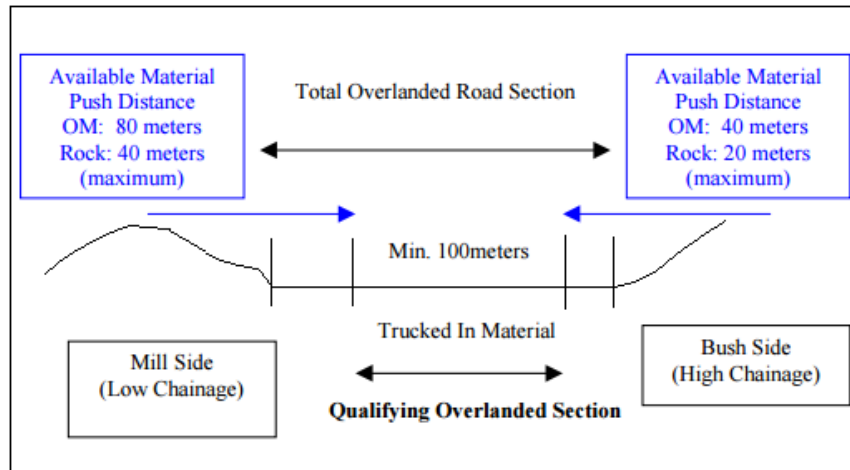 Available Material
Push Distance
OM: 80 meters
Rock: 40 meters
(maximum)
Total Overlanded Road Section
Available Material
Push Distance
OM: 40 meters
Rock: 20 meters
(maximum)
Min. 100meters
Trucked In Material
Mill Side
(Low Chainage)
Bush Side
(High Chainage)
Qualifying Overlanded Section